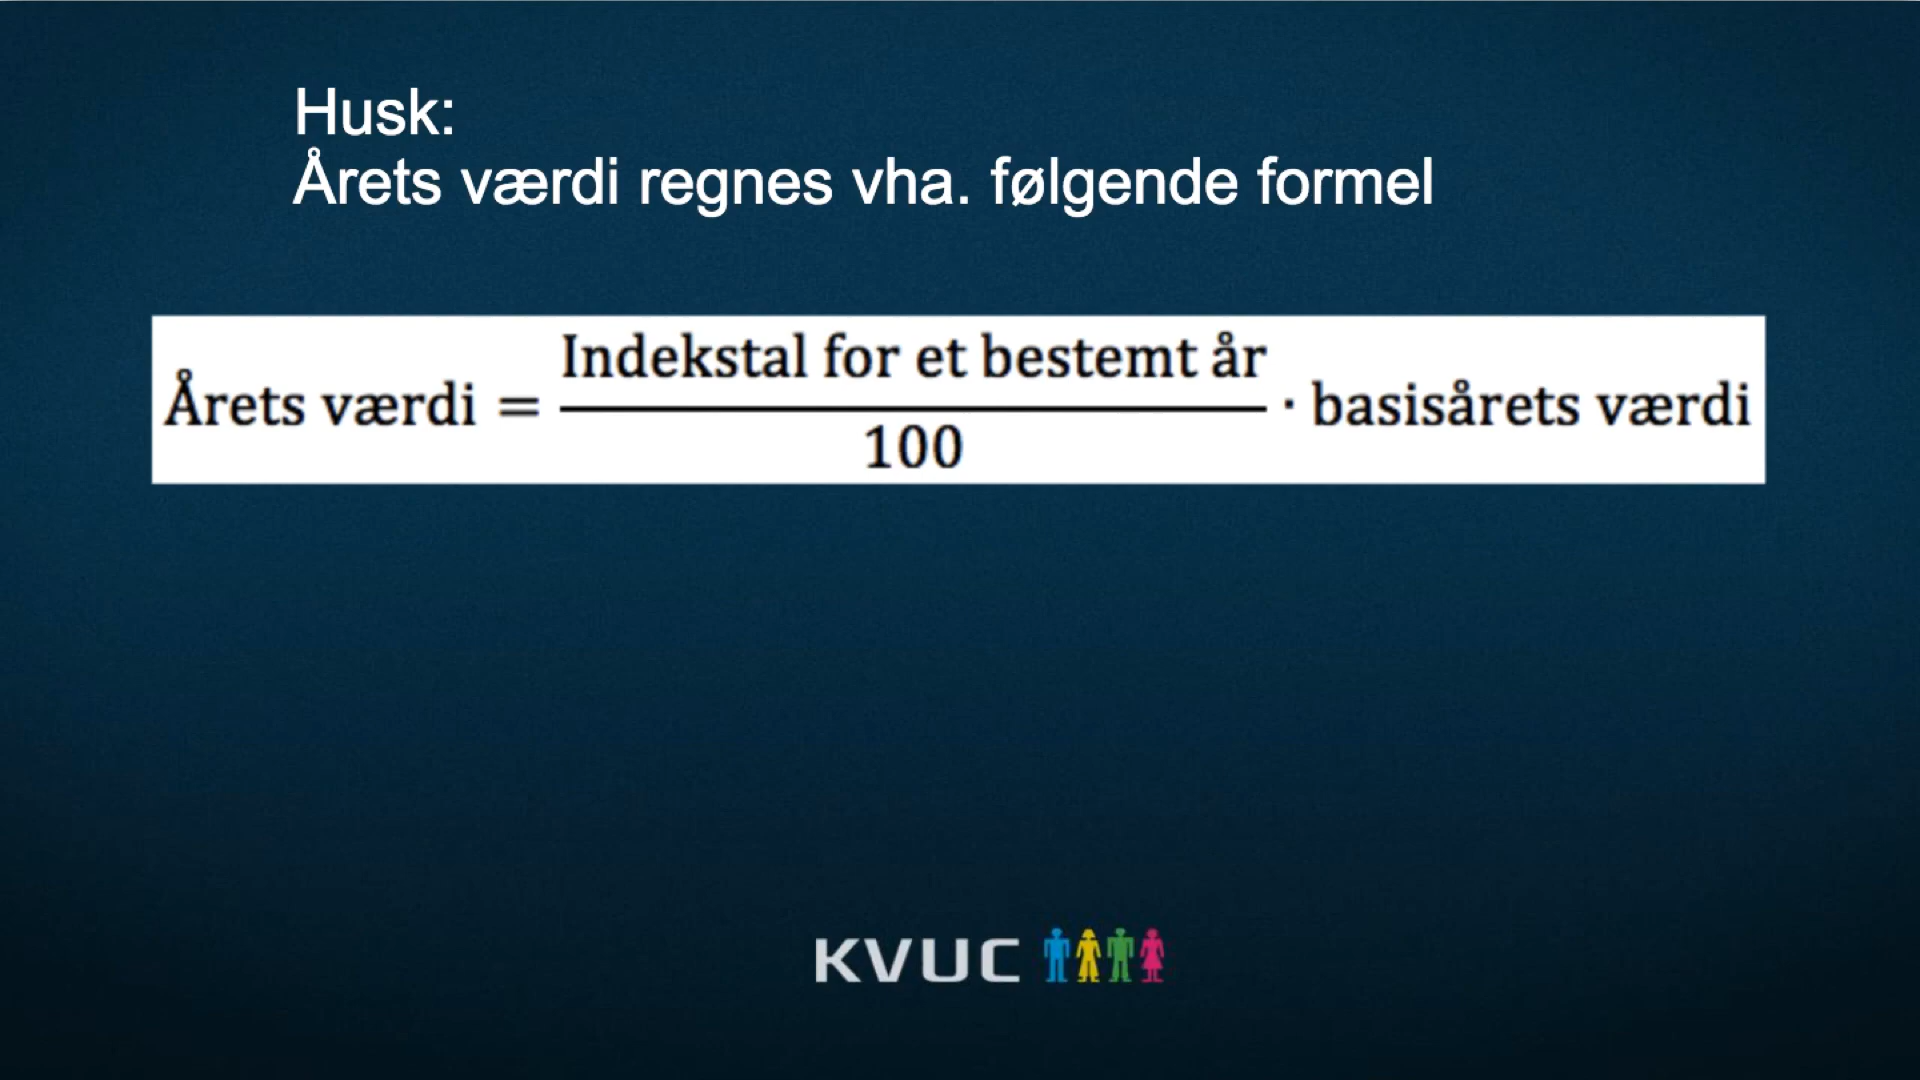 Husk:
Årets værdi regnes vha. følgende formel
Årets værdi = Indekstal for et bestemt år / 100 · basisårets værdi
KVUC